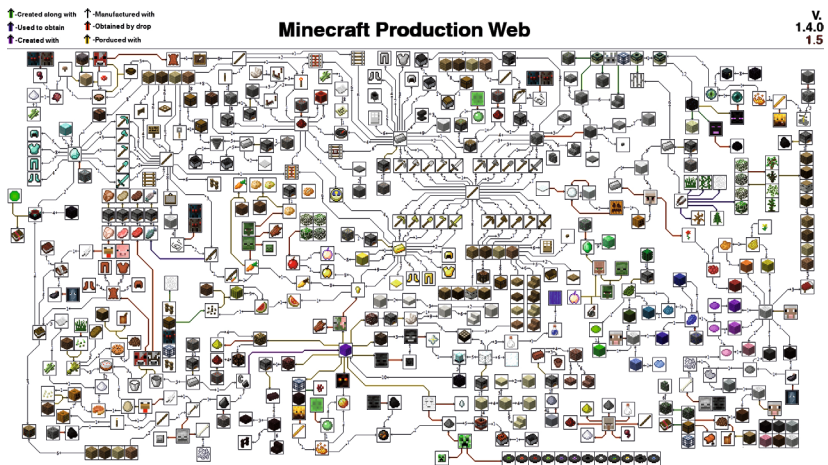 -Created along with
-Manufactured with
Minecraft Production Web
V.
-Used to obtain
-Obtained by drop
1.4.0
-Created with
-Porduced with
1.5